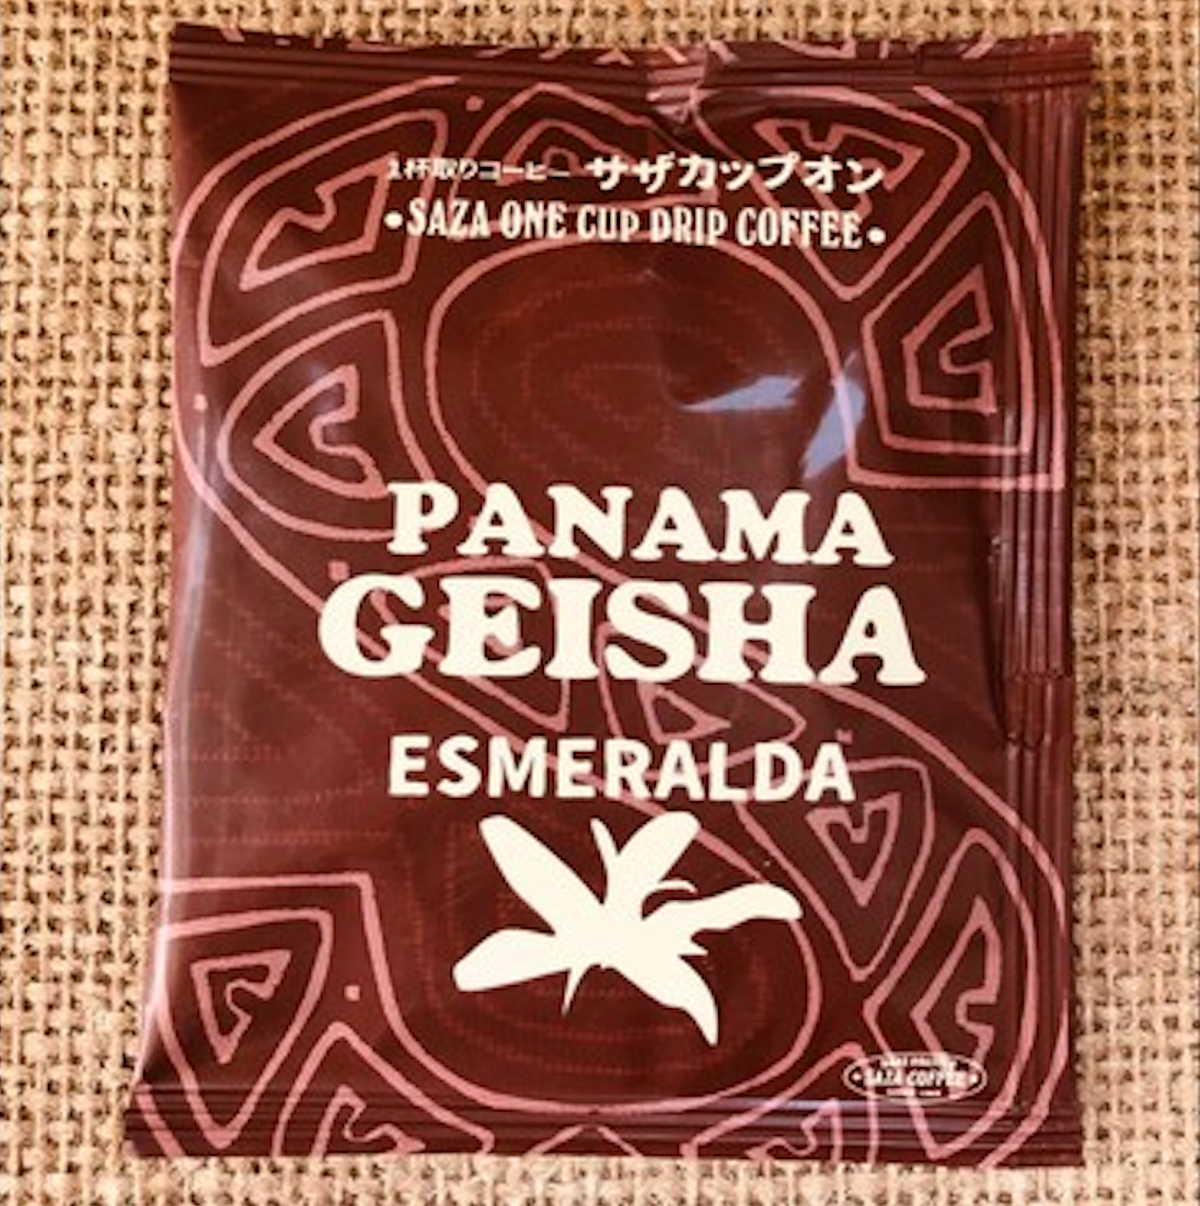 1杯取りコーヒー サザカップオン
•SAZA ONE CUP DRIP COFFEE•
PANAMA
GEISHA
ESMERALDA
SAZA COFFEE